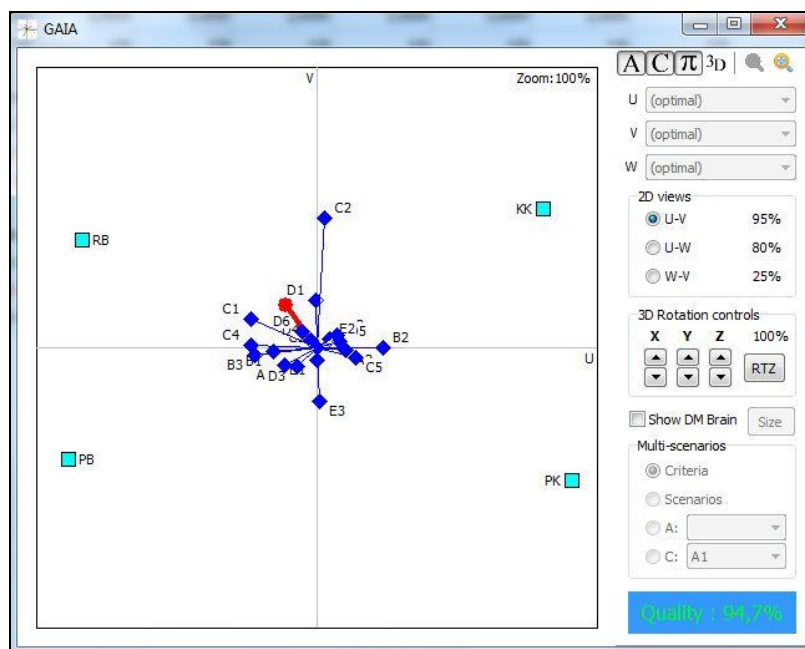 GAIA
V
Zoom:100%
A C π 3D
U (optimal)
V (optimal)
W (optimal)
2D views
U-V 95%
U-W 80%
W-V 25%
3D Rotation controls
X Y Z 100%
RTZ
Show DM Brain Size
Multi-scenarios
Criteria
Scenarios
A:
C: A1
Quality : 94,7%
C2
KK
RB
D1
C1
D6
E2
C4
B2
U
B3
A
D3
C5
E3
PB
PK